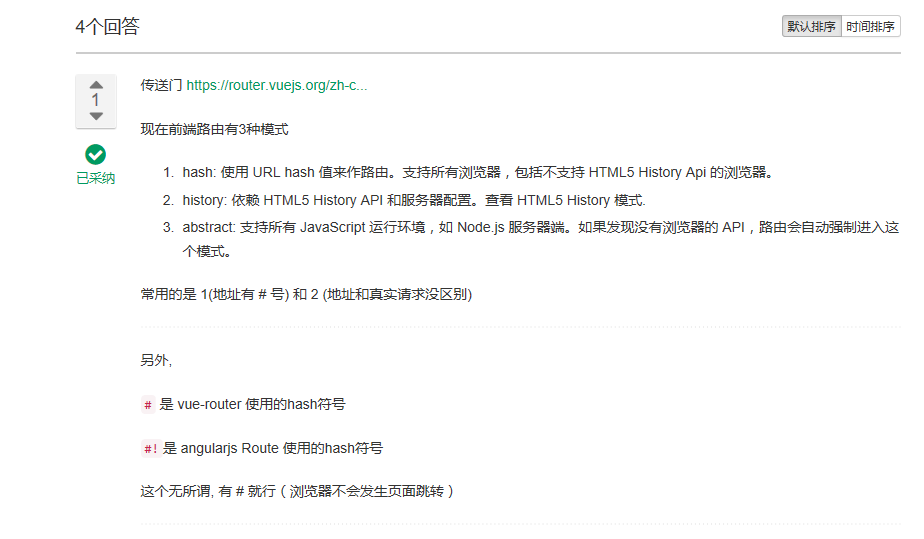 4个回答
默认排序 时间排序
1
已采纳
传送门 https://router.vuejs.org/zh-c...
现在前端路由有3种模式
1. hash: 使用 URL hash 值来作路由。支持所有浏览器，包括不支持 HTML5 History Api 的浏览器。
2. history: 依赖 HTML5 History API 和服务器配置。查看 HTML5 History 模式.
3. abstract: 支持所有 JavaScript 运行环境，如 Node.js 服务器端。如果发现没有浏览器的 API，路由会自动强制进入这
个模式。
常用的是 1(地址有 # 号) 和 2 (地址和真实请求没区别)
另外,
# 是 vue-router 使用的hash符号
#! 是 angularjs Route 使用的hash符号
这个无所谓, 有 # 就行（浏览器不会发生页面跳转）